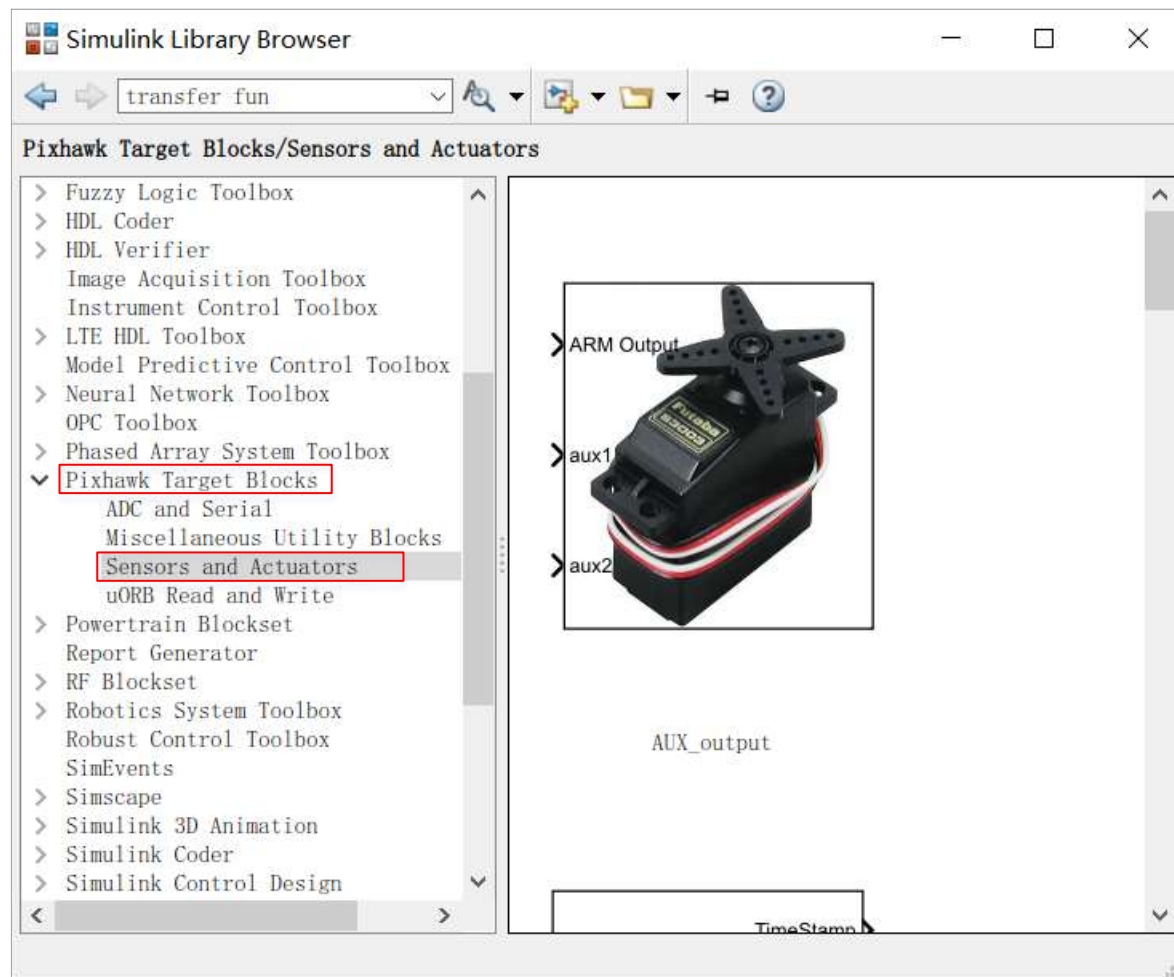 Simulink Library Browser
transfer fun
Pixhawk Target Blocks/Sensors and Actuators
Fuzzy Logic Toolbox
HDL Coder
HDL Verifier
Image Acquisition Toolbox
Instrument Control Toolbox
LTE HDL Toolbox
Model Predictive Control Toolbox
Neural Network Toolbox
OPC Toolbox
Phased Array System Toolbox
Pixhawk Target Blocks
ADC and Serial
Miscellaneous Utility Blocks
Sensors and Actuators
uORB Read and Write
Powertrain Blockset
Report Generator
RF Blockset
Robotics System Toolbox
Robust Control Toolbox
SimEvents
Simscape
Simulink 3D Animation
Simulink Coder
Simulink Control Design
ARM Output
Futaba
S3003
aux1
aux2
AUX_output
TimeStamp